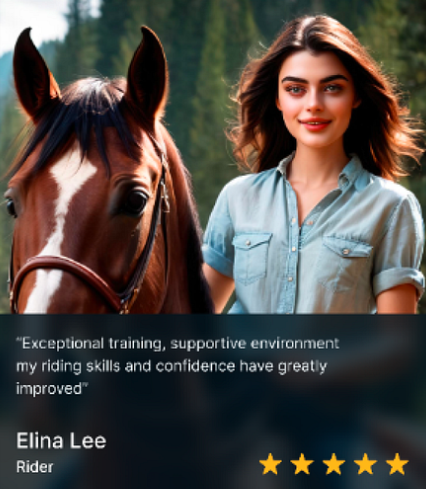 “Exceptional training, supportive environment
my riding skills and confidence have greatly
improved”
Elina Lee
Rider